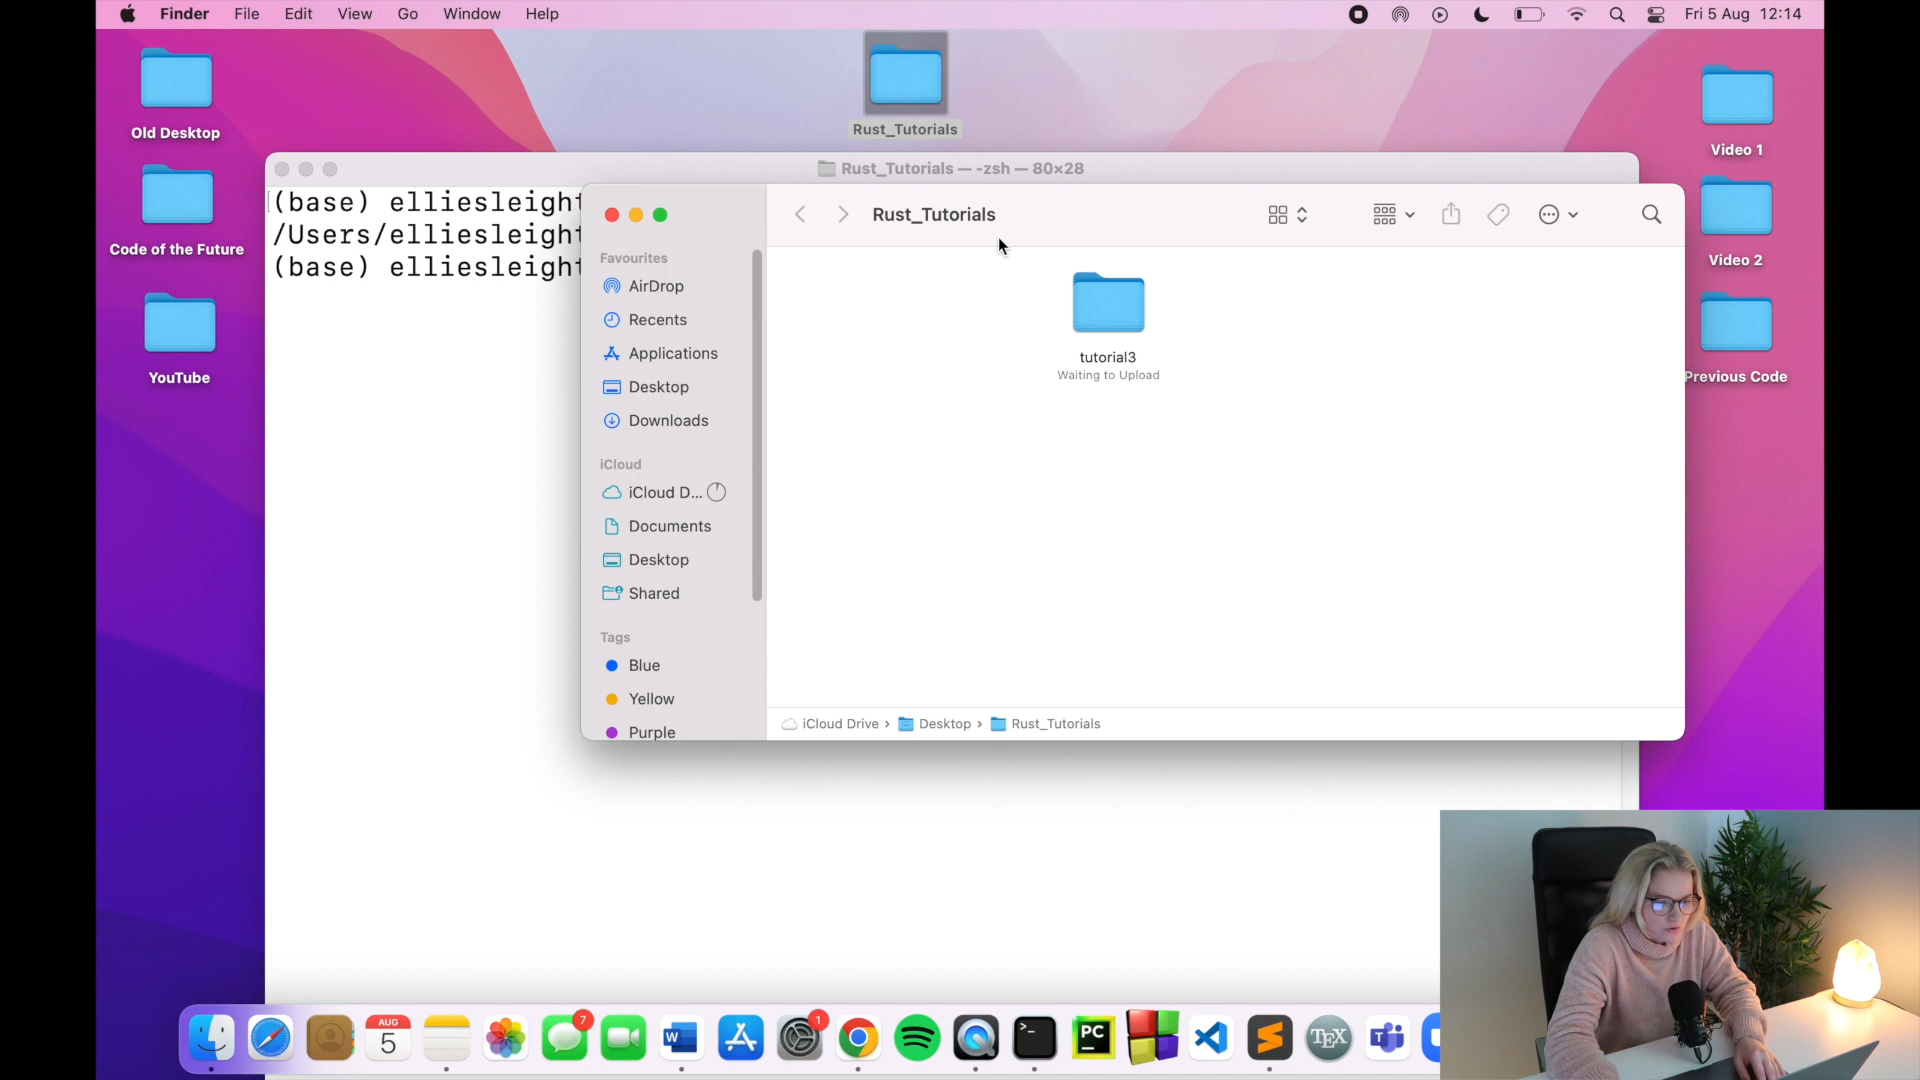 Finder File Edit View Go Window Help Fri 5 Aug 12:14
Rust_Tutorials
Old Desktop
Code of the Future
YouTube
Video 1
Video 2
Previous Code
Rust_Tutorials — -zsh — 80×28
(base) elliesleight
/Users/elliesleight
(base) elliesleight
Rust_Tutorials
Favourites
AirDrop
Recents
Applications
Desktop
Downloads
iCloud
iCloud D...
Documents
Desktop
Shared
Tags
Blue
Yellow
Purple
tutorial3
Waiting to Upload
iCloud Drive › Desktop › Rust_Tutorials
AUG
5
7
W
1
>_
PC
TEX